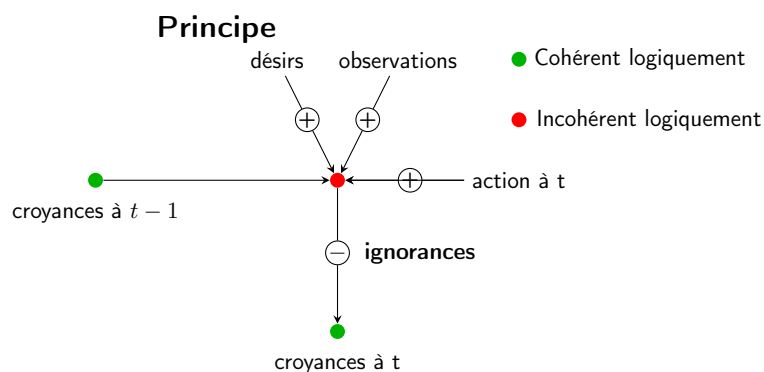 Principe
désirs
observations
Cohérent logiquement
+
+
Incohérent logiquement
+
action à t
croyances à t − 1
−
ignorances
croyances à t